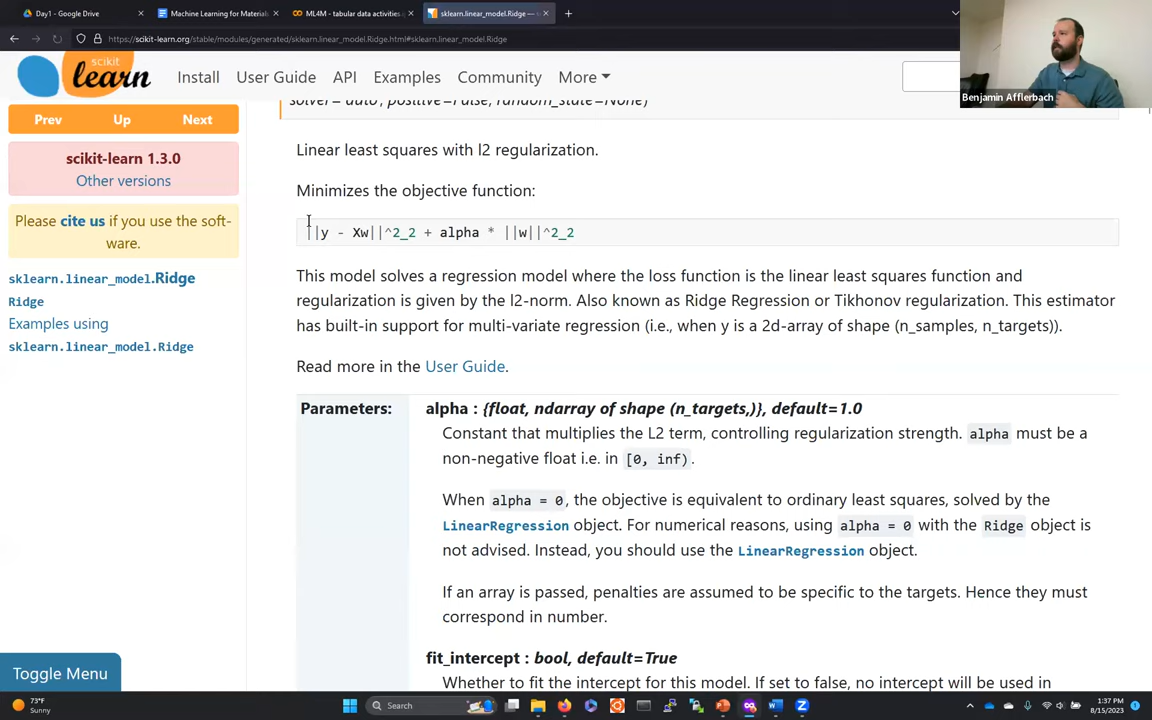 Day1 - Google Drive
Machine Learning for Materials
ML4M - tabular data activities
sklearn.linear_model.Ridge —
https://scikit-learn.org/stable/modules/generated/sklearn.linear_model.Ridge.html#sklearn.linear_model.Ridge
scikit
learn
Install
User Guide
API
Examples
Community
More
Benjamin Afflerbach
Prev
Up
Next
scikit-learn 1.3.0
Other versions
Please cite us if you use the soft-
ware.
sklearn.linear_model.Ridge
Ridge
Examples using
sklearn.linear_model.Ridge
Toggle Menu
solver='auto', positive=False, random_state=None)
Linear least squares with l2 regularization.
Minimizes the objective function:
||y - Xw||^2_2 + alpha * ||w||^2_2
This model solves a regression model where the loss function is the linear least squares function and
regularization is given by the l2-norm. Also known as Ridge Regression or Tikhonov regularization. This estimator
has built-in support for multi-variate regression (i.e., when y is a 2d-array of shape (n_samples, n_targets)).
Read more in the User Guide.
Parameters:
alpha : {float, ndarray of shape (n_targets,)}, default=1.0
Constant that multiplies the L2 term, controlling regularization strength. alpha must be a
non-negative float i.e. in [0, inf).
When alpha = 0, the objective is equivalent to ordinary least squares, solved by the
LinearRegression object. For numerical reasons, using alpha = 0 with the Ridge object is
not advised. Instead, you should use the LinearRegression object.
If an array is passed, penalties are assumed to be specific to the targets. Hence they must
correspond in number.
fit_intercept : bool, default=True
Whether to fit the intercept for this model. If set to false, no intercept will be used in
73°F
Sunny
Search
1:37 PM
8/15/2023